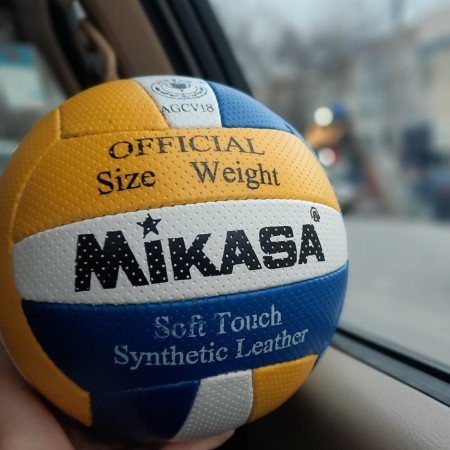 AGCV18
OFFICIAL
Size Weight
MIKASA
Soft Touch
Synthetic Leather